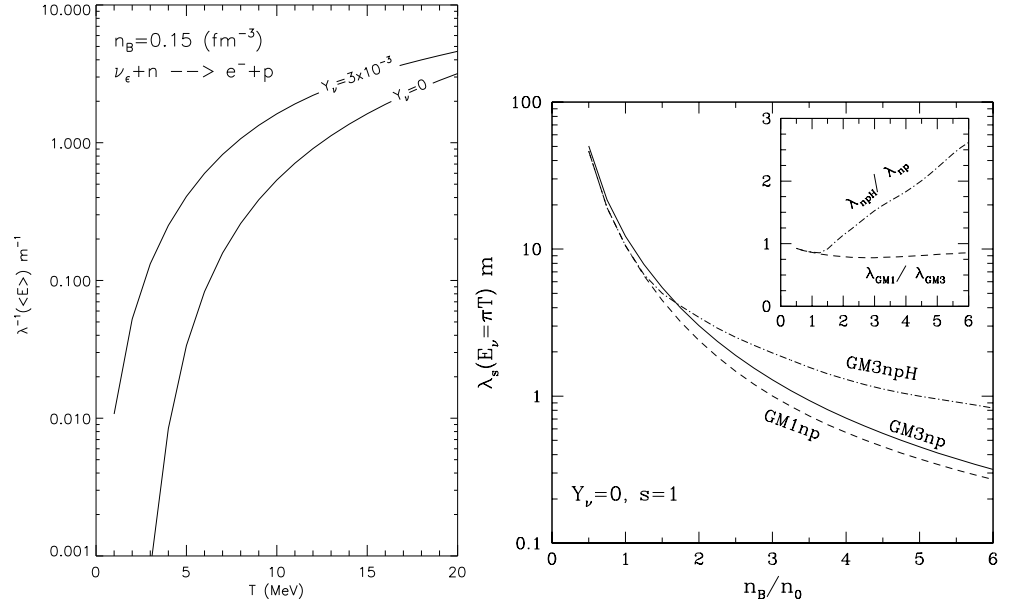 10.000
1.000
0.100
0.010
0.001
λ⁻¹(<E>) m⁻¹
n_B=0.15 (fm⁻³)
ν_ε+n --> e⁻+p
Y_ν=3x10⁻³
Y_ν=0
0 5 10 15 20
T (MeV)
100
10
1
0.1
λ_s(E_ν=πT) m
GM3npH
GM1np
GM3np
Y_ν=0, s=1
0 1 2 3 4 5 6
n_B/n_0
3
2
1
0
λ_npH/ λ_np
λ_GM1/ λ_GM3
0 1 2 3 4 5 6